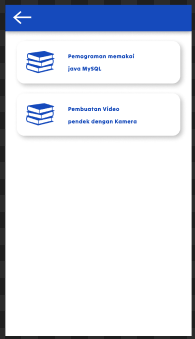 Pemograman memakai
java MySQL
Pembuatan Video
pendek dengan Kamera